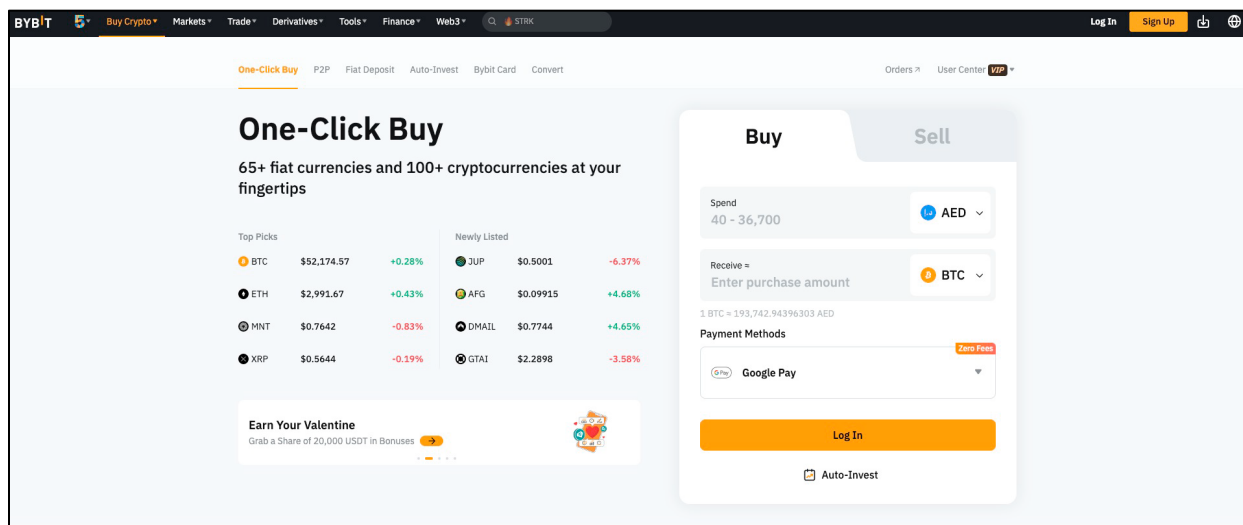 BYBIT
Buy Crypto
Markets
Trade
Derivatives
Tools
Finance
Web3
STRK
Log In
Sign Up
One-Click Buy
P2P
Fiat Deposit
Auto-Invest
Bybit Card
Convert
Orders
User Center VIP
One-Click Buy
65+ fiat currencies and 100+ cryptocurrencies at your
fingertips
Top Picks
BTC $52,174.57 +0.28%
ETH $2,991.67 +0.43%
MNT $0.7642 -0.83%
XRP $0.5644 -0.19%
Newly Listed
JUP $0.5001 -6.37%
AFG $0.09915 +4.68%
DMAIL $0.7744 +4.65%
GTAI $2.2898 -3.58%
Earn Your Valentine
Grab a Share of 20,000 USDT in Bonuses
Buy
Sell
Spend
40 - 36,700
AED
Receive ≈
Enter purchase amount
BTC
1 BTC ≈ 193,742.94396303 AED
Payment Methods
Zero Fees
G Pay
Google Pay
Log In
Auto-Invest